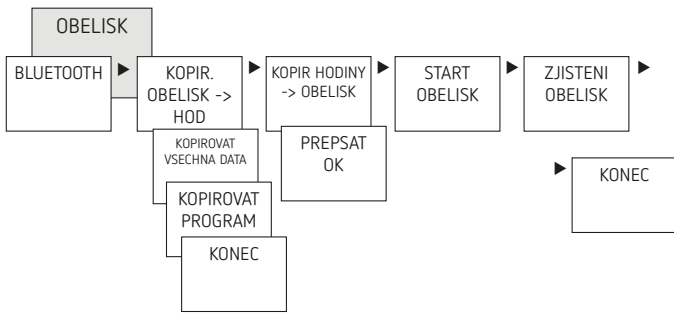 OBELISK
BLUETOOTH
KOPIR.
OBELISK ->
HOD
KOPIROVAT
VSECHNA DATA
KOPIROVAT
PROGRAM
KONEC
KOPIR HODINY
-> OBELISK
PREPSAT
OK
START
OBELISK
ZJISTENI
OBELISK
KONEC